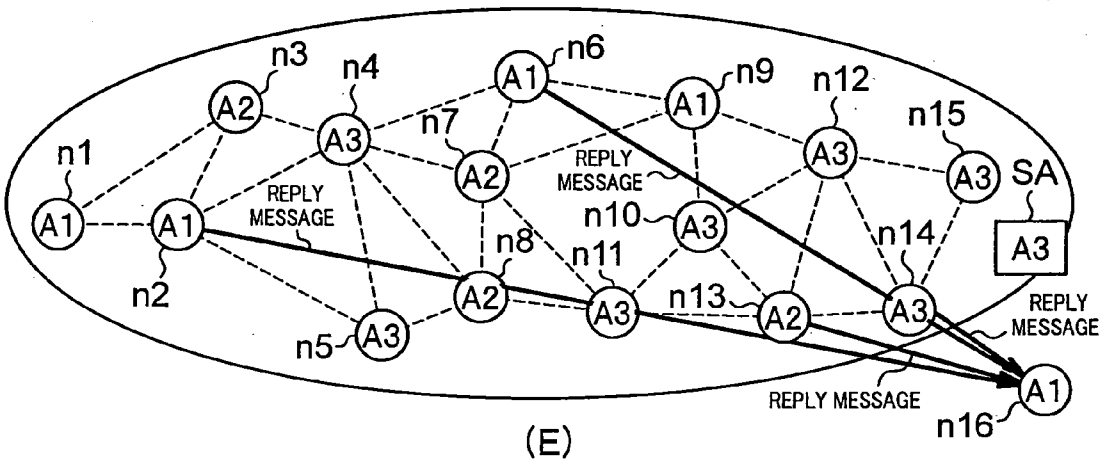 n6
n3
n4
n9
n12
A1
n15
A2
A1
n7
n1
A3
REPLY
MESSAGE
A3
SA
A2
A3
REPLY
MESSAGE
n10
A1
A1
n8
n11
A3
n14
A3
n2
A2
A3
n13
A2
A3
REPLY
MESSAGE
n5
A3
REPLY MESSAGE
A1
n16
(E)